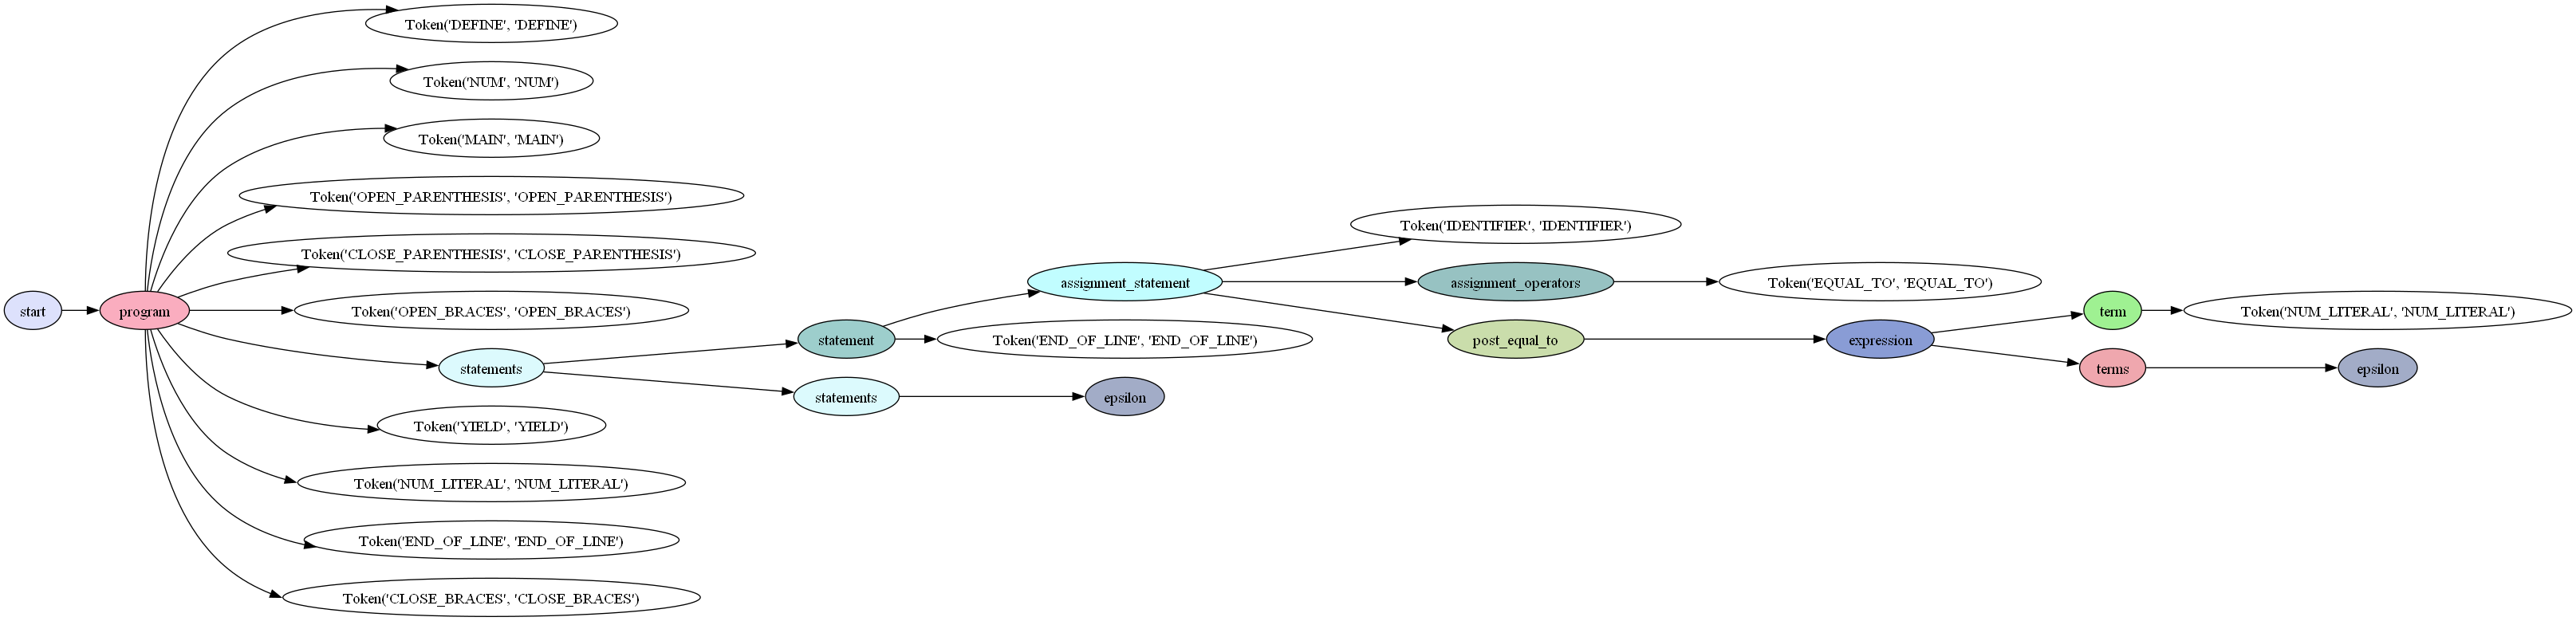 start
program
Token('DEFINE', 'DEFINE')
Token('NUM', 'NUM')
Token('MAIN', 'MAIN')
Token('OPEN_PARENTHESIS', 'OPEN_PARENTHESIS')
Token('CLOSE_PARENTHESIS', 'CLOSE_PARENTHESIS')
Token('OPEN_BRACES', 'OPEN_BRACES')
statements
Token('YIELD', 'YIELD')
Token('NUM_LITERAL', 'NUM_LITERAL')
Token('END_OF_LINE', 'END_OF_LINE')
Token('CLOSE_BRACES', 'CLOSE_BRACES')
statement
statements
assignment_statement
Token('END_OF_LINE', 'END_OF_LINE')
epsilon
Token('IDENTIFIER', 'IDENTIFIER')
assignment_operators
post_equal_to
Token('EQUAL_TO', 'EQUAL_TO')
expression
term
terms
Token('NUM_LITERAL', 'NUM_LITERAL')
epsilon